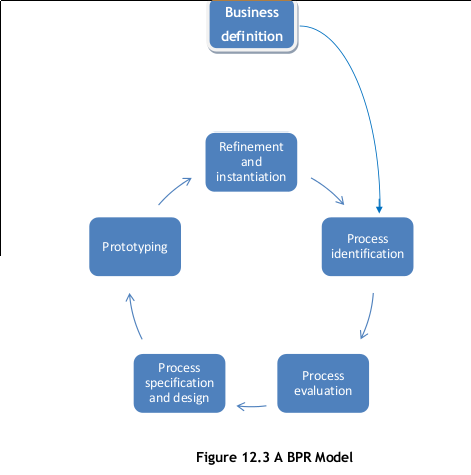 Business
definition
Refinement
and
instantiation
Process
identification
Process
evaluation
Process
specification
and design
Prototyping
Figure 12.3 A BPR Model